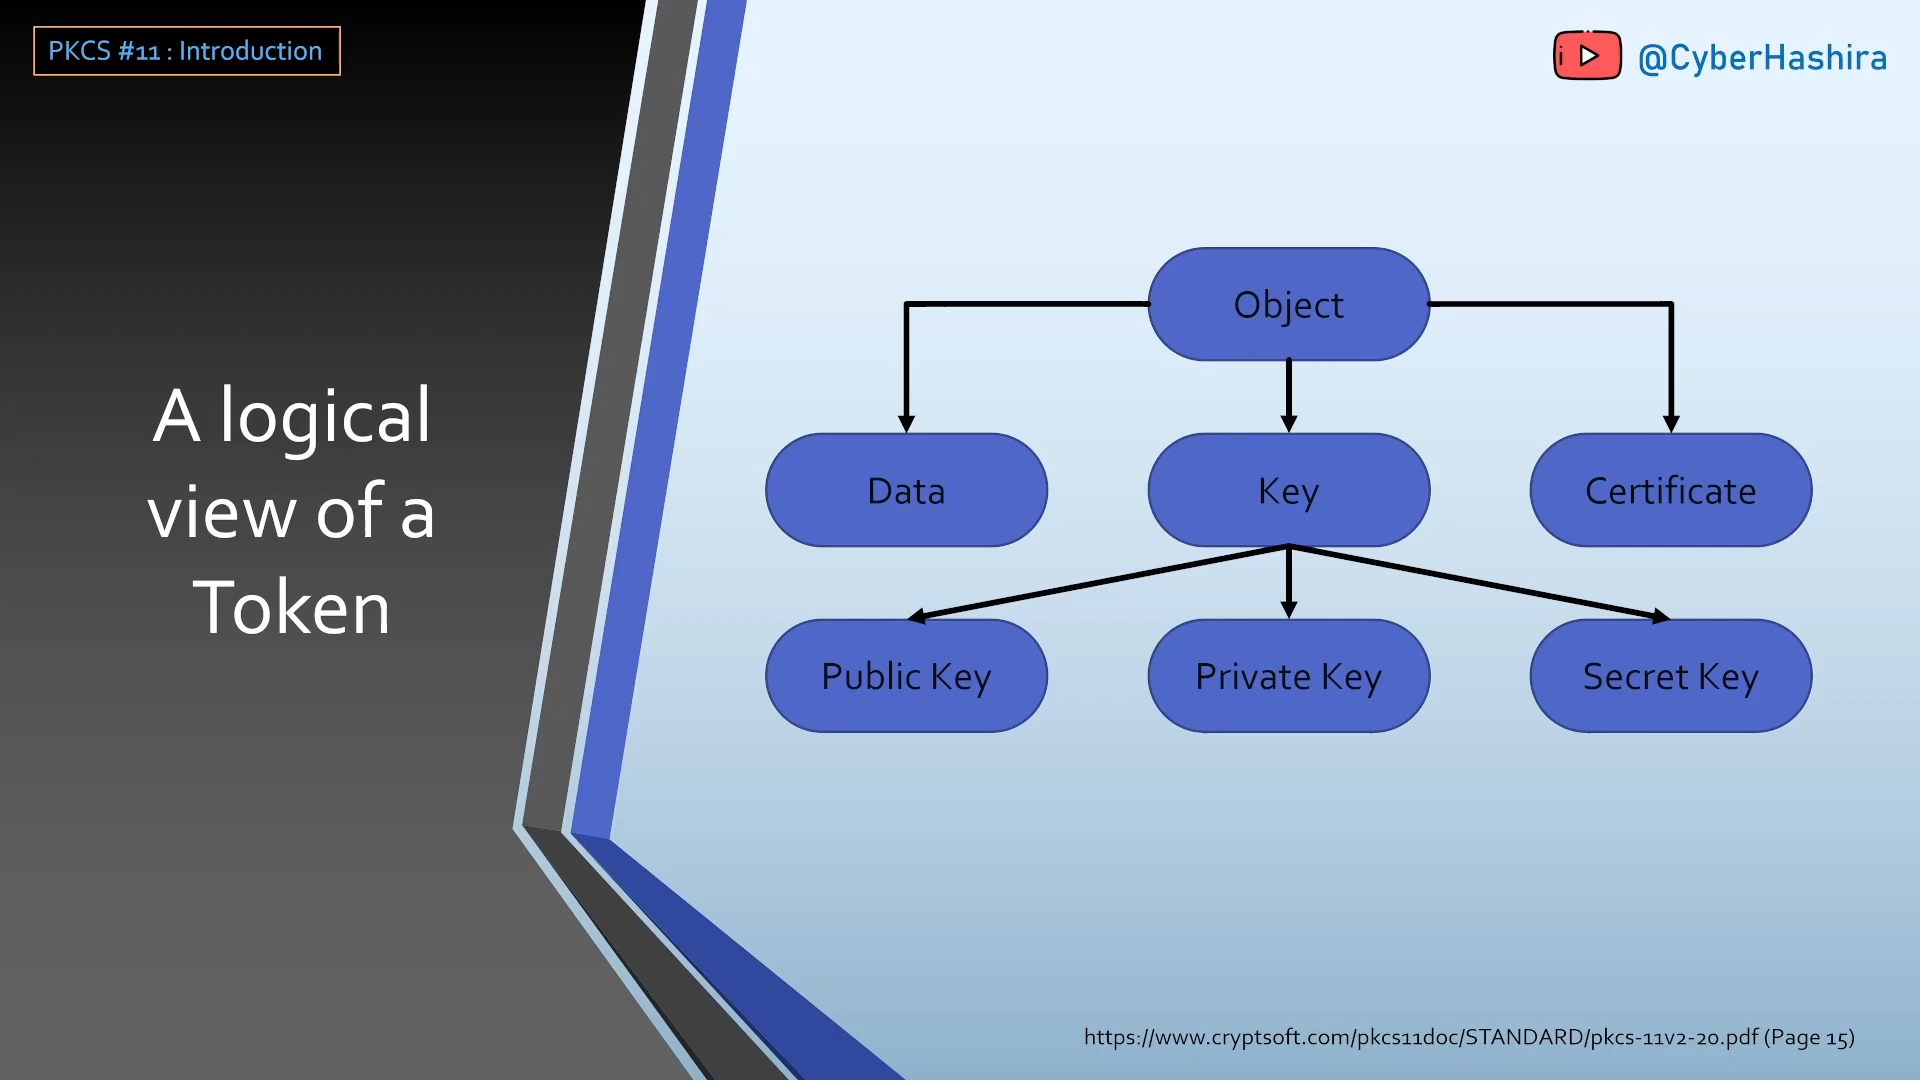 PKCS #11 : Introduction
@CyberHashira
A logical
view of a
Token
Object
Data
Key
Certificate
Public Key
Private Key
Secret Key
https://www.cryptsoft.com/pkcs11doc/STANDARD/pkcs-11v2-20.pdf (Page 15)